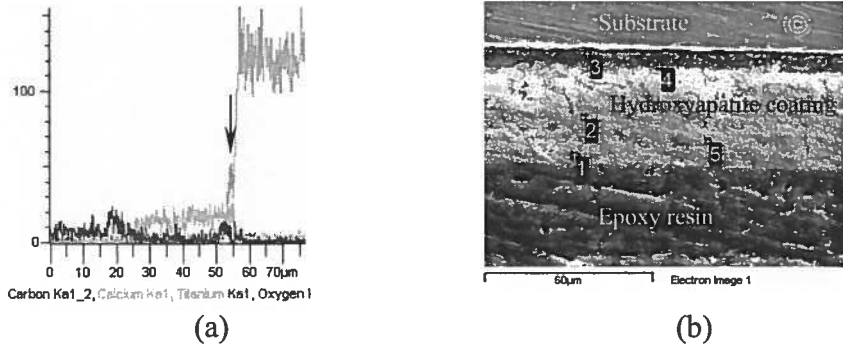 100
0
0 10 20 30 40 50 60 70µm
Carbon Ka1_2, Calcium Ka1, Titanium Ka1, Oxygen
(a)
Substrate
3
4
Hydroxyapatite coating
2
5
1
Epoxy resin
60µm
Electron Image 1
(b)